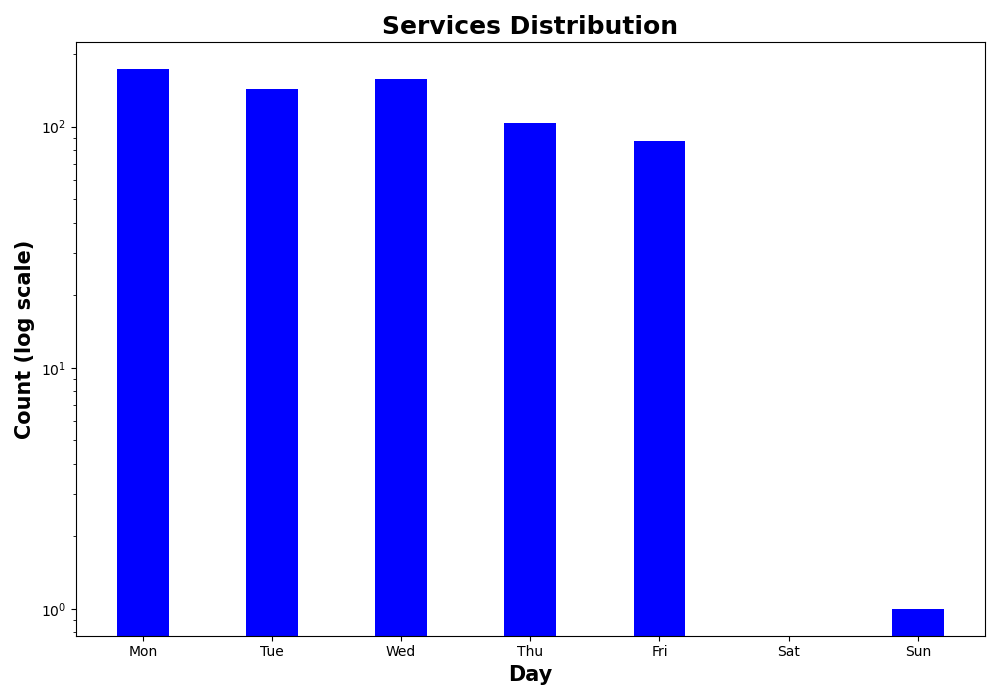 Services Distribution
Count (log scale)
10²
10¹
10⁰
Mon Tue Wed Thu Fri Sat Sun
Day